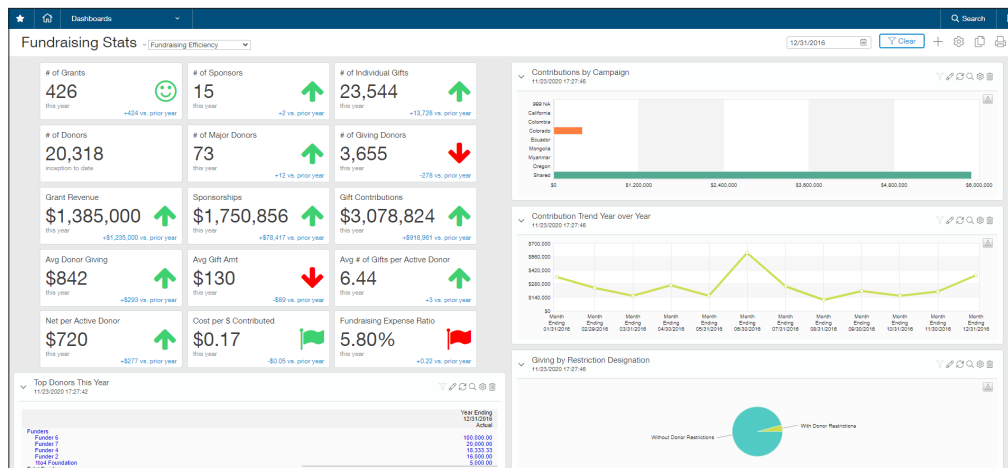 Dashboards
Search
Fundraising Stats - Fundraising Efficiency
12/31/2016
Clear
# of Grants
426
this year
+424 vs. prior year
# of Sponsors
15
this year
+2 vs. prior year
# of Individual Gifts
23,544
this year
+13,728 vs. prior year
# of Donors
20,318
inception to date
# of Major Donors
73
this year
+12 vs. prior year
# of Giving Donors
3,655
this year
-278 vs. prior year
Grant Revenue
$1,385,000
this year
+$1,235,000 vs. prior year
Sponsorships
$1,750,856
this year
+$78,417 vs. prior year
Gift Contributions
$3,078,824
this year
+$918,961 vs. prior year
Avg Donor Giving
$842
this year
+$293 vs. prior year
Avg Gift Amt
$130
this year
-$89 vs. prior year
Avg # of Gifts per Active Donor
6.44
this year
+3 vs. prior year
Net per Active Donor
$720
this year
+$277 vs. prior year
Cost per $ Contributed
$0.17
this year
-$0.05 vs. prior year
Fundraising Expense Ratio
5.80%
this year
+0.22 vs. prior year
Top Donors This Year
11/23/2020 17:27:42
Year Ending
12/31/2016
Actual
Funders
Funder 6 100,000.00
Funder 7 20,000.00
Funder 4 18,333.33
Funder 2 16,000.00
1to4 Foundation 5,000.00
Contributions by Campaign
11/23/2020 17:27:46
999 NA
California
Colombia
Colorado
Ecuador
Mongolia
Myanmar
Oregon
Shared
$0 $1,200,000 $2,400,000 $3,600,000 $4,800,000 $6,000,000
Contribution Trend Year over Year
11/23/2020 17:27:46
$700,000
$560,000
$420,000
$280,000
$140,000
$0
Month Month Month Month Month Month Month Month Month Month Month Month
Ending Ending Ending Ending Ending Ending Ending Ending Ending Ending Ending Ending
01/31/2016 02/29/2016 03/31/2016 04/30/2016 05/31/2016 06/30/2016 07/31/2016 08/31/2016 09/30/2016 10/31/2016 11/30/2016 12/31/2016
Giving by Restriction Designation
11/23/2020 17:27:46
With Donor Restrictions
Without Donor Restrictions